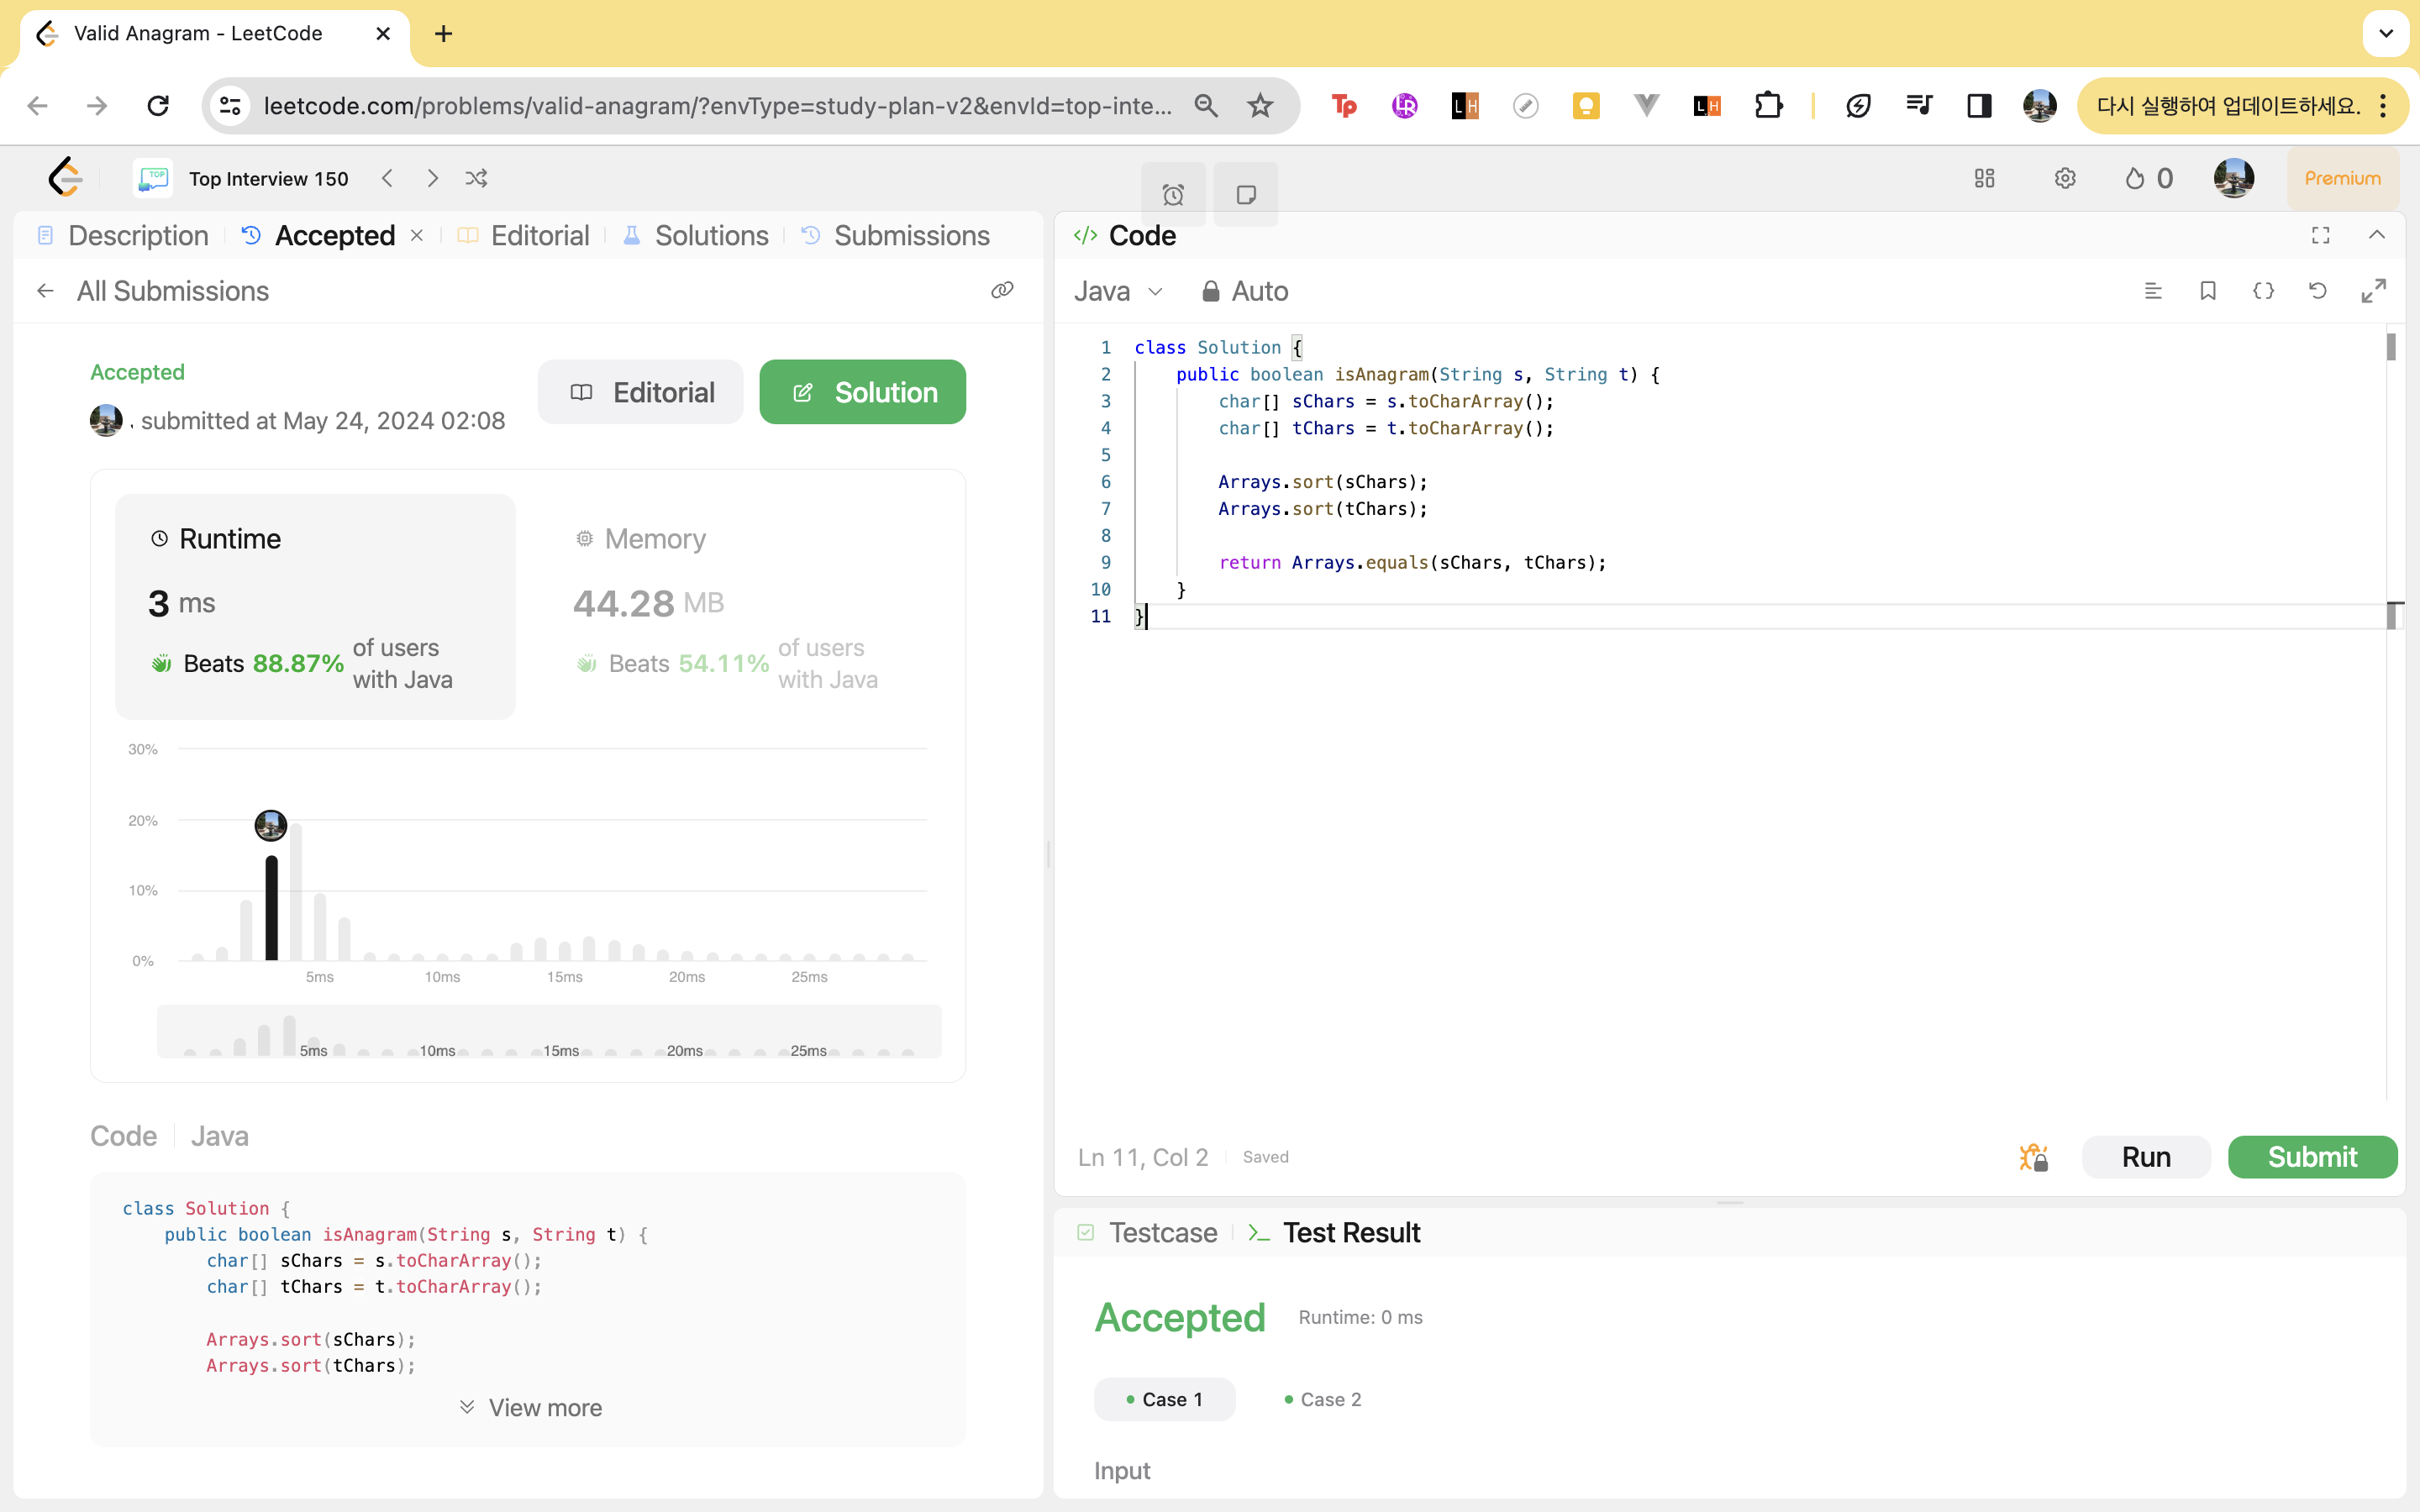 Valid Anagram - LeetCode
leetcode.com/problems/valid-anagram/?envType=study-plan-v2&envId=top-inte...
다시 실행하여 업데이트하세요.
Top Interview 150
0
Premium
Description
Accepted
Editorial
Solutions
Submissions
All Submissions
Accepted
submitted at May 24, 2024 02:08
Editorial
Solution
Runtime
3 ms
Beats 88.87% of users with Java
Memory
44.28 MB
Beats 54.11% of users with Java
30%
20%
10%
0%
5ms 10ms 15ms 20ms 25ms
5ms 10ms 15ms 20ms 25ms
Code Java
class Solution {
public boolean isAnagram(String s, String t) {
char[] sChars = s.toCharArray();
char[] tChars = t.toCharArray();
Arrays.sort(sChars);
Arrays.sort(tChars);
View more
</> Code
Java
Auto
1 class Solution {
2 public boolean isAnagram(String s, String t) {
3 char[] sChars = s.toCharArray();
4 char[] tChars = t.toCharArray();
5
6 Arrays.sort(sChars);
7 Arrays.sort(tChars);
8
9 return Arrays.equals(sChars, tChars);
10 }
11 }
Ln 11, Col 2
Saved
Run
Submit
Testcase
Test Result
Accepted
Runtime: 0 ms
Case 1
Case 2
Input